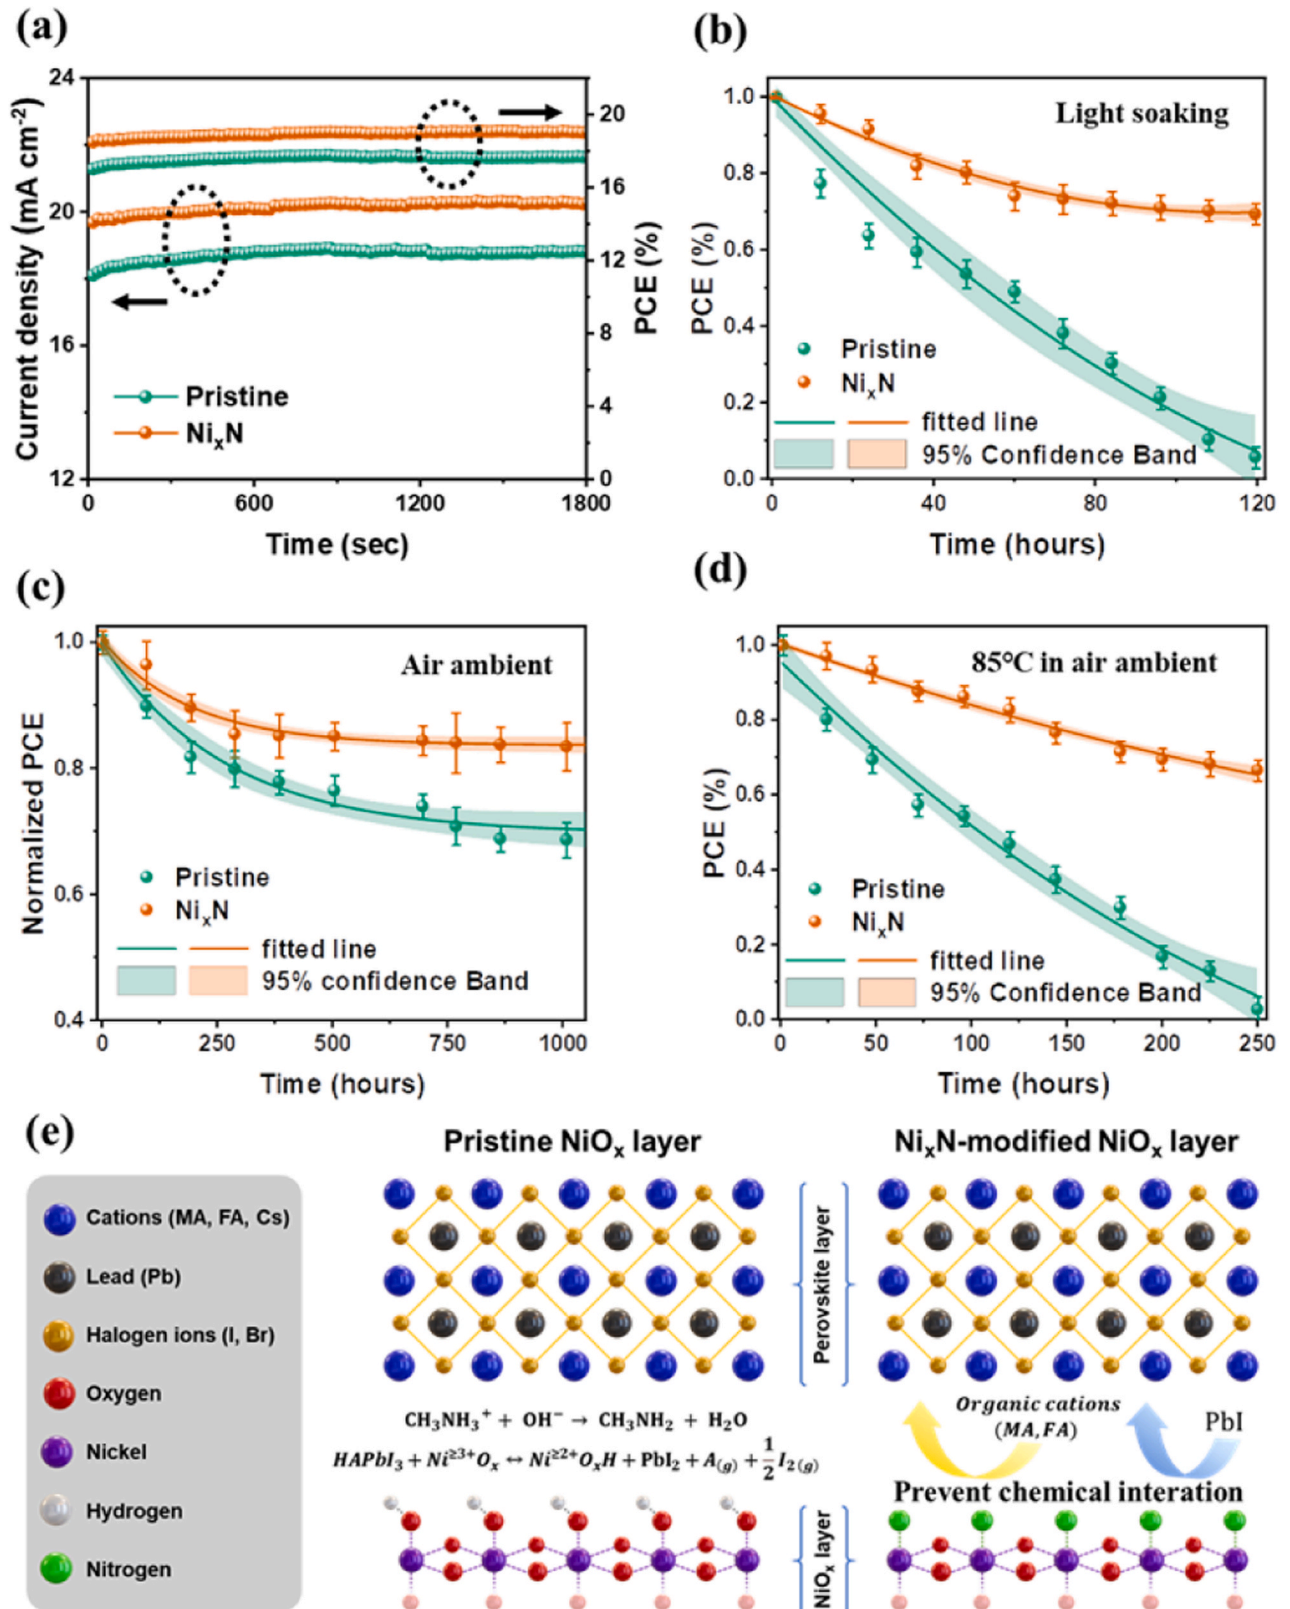 (a)
24
20
16
12
Current density (mA cm⁻²)
20
16
12
8
4
0
PCE (%)
Pristine
NiₓN
0 600 1200 1800
Time (sec)
(b)
1.0
0.8
0.6
0.4
0.2
0.0
PCE (%)
Light soaking
Pristine
NiₓN
fitted line
95% Confidence Band
0 40 80 120
Time (hours)
(c)
1.0
0.8
0.6
0.4
Normalized PCE
Air ambient
Pristine
NiₓN
fitted line
95% confidence Band
0 250 500 750 1000
Time (hours)
(d)
1.0
0.8
0.6
0.4
0.2
0.0
PCE (%)
85°C in air ambient
Pristine
NiₓN
fitted line
95% Confidence Band
0 50 100 150 200 250
Time (hours)
(e)
Cations (MA, FA, Cs)
Lead (Pb)
Halogen ions (I, Br)
Oxygen
Nickel
Hydrogen
Nitrogen
Pristine NiOₓ layer
NiₓN-modified NiOₓ layer
Perovskite layer
CH₃NH₃⁺ + OH⁻ → CH₃NH₂ + H₂O
HAPbI₃ + Ni≥³⁺Oₓ ↔ Ni≥²⁺OₓH + PbI₂ + A₍g₎ + 1/2 I₂₍g₎
Organic cations
(MA, FA)
PbI
Prevent chemical interation
NiOₓ layer